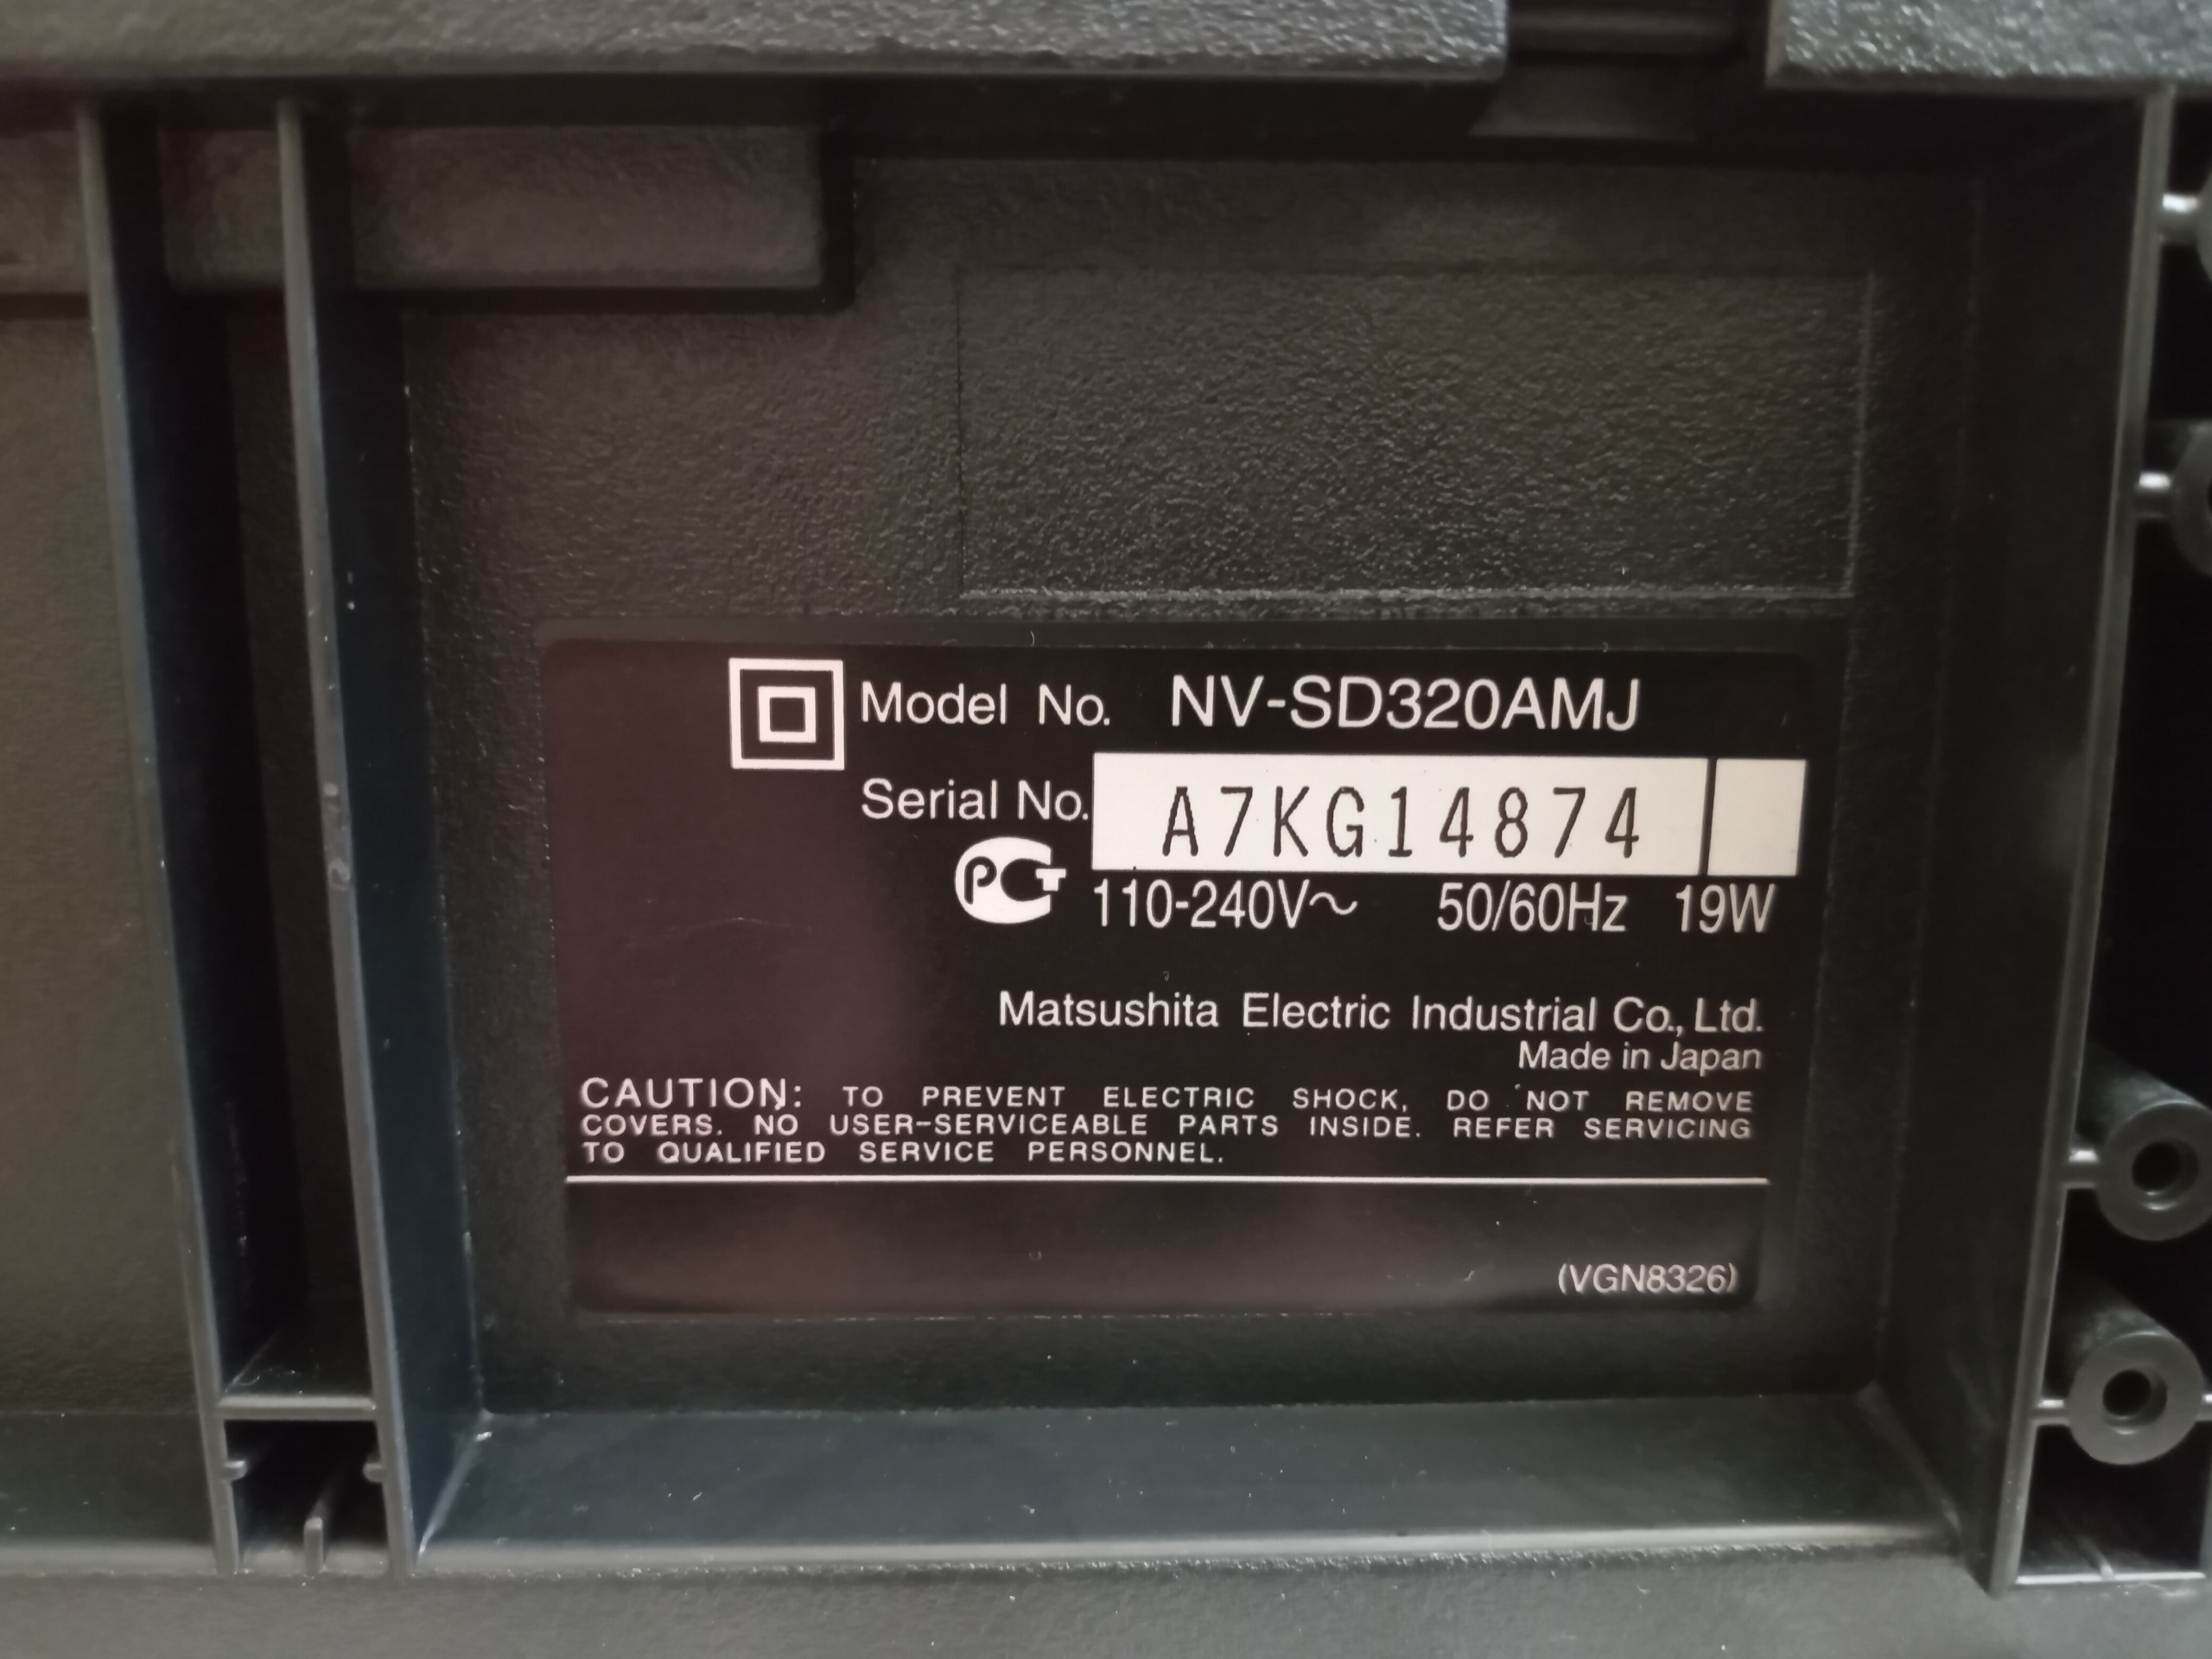 Model No. NV-SD320AMJ
Serial No. A7KG14874
РСТ 110-240V~ 50/60Hz 19W
Matsushita Electric Industrial Co., Ltd.
Made in Japan
CAUTION: TO PREVENT ELECTRIC SHOCK, DO NOT REMOVE
COVERS. NO USER-SERVICEABLE PARTS INSIDE. REFER SERVICING
TO QUALIFIED SERVICE PERSONNEL.
(VGN8326)